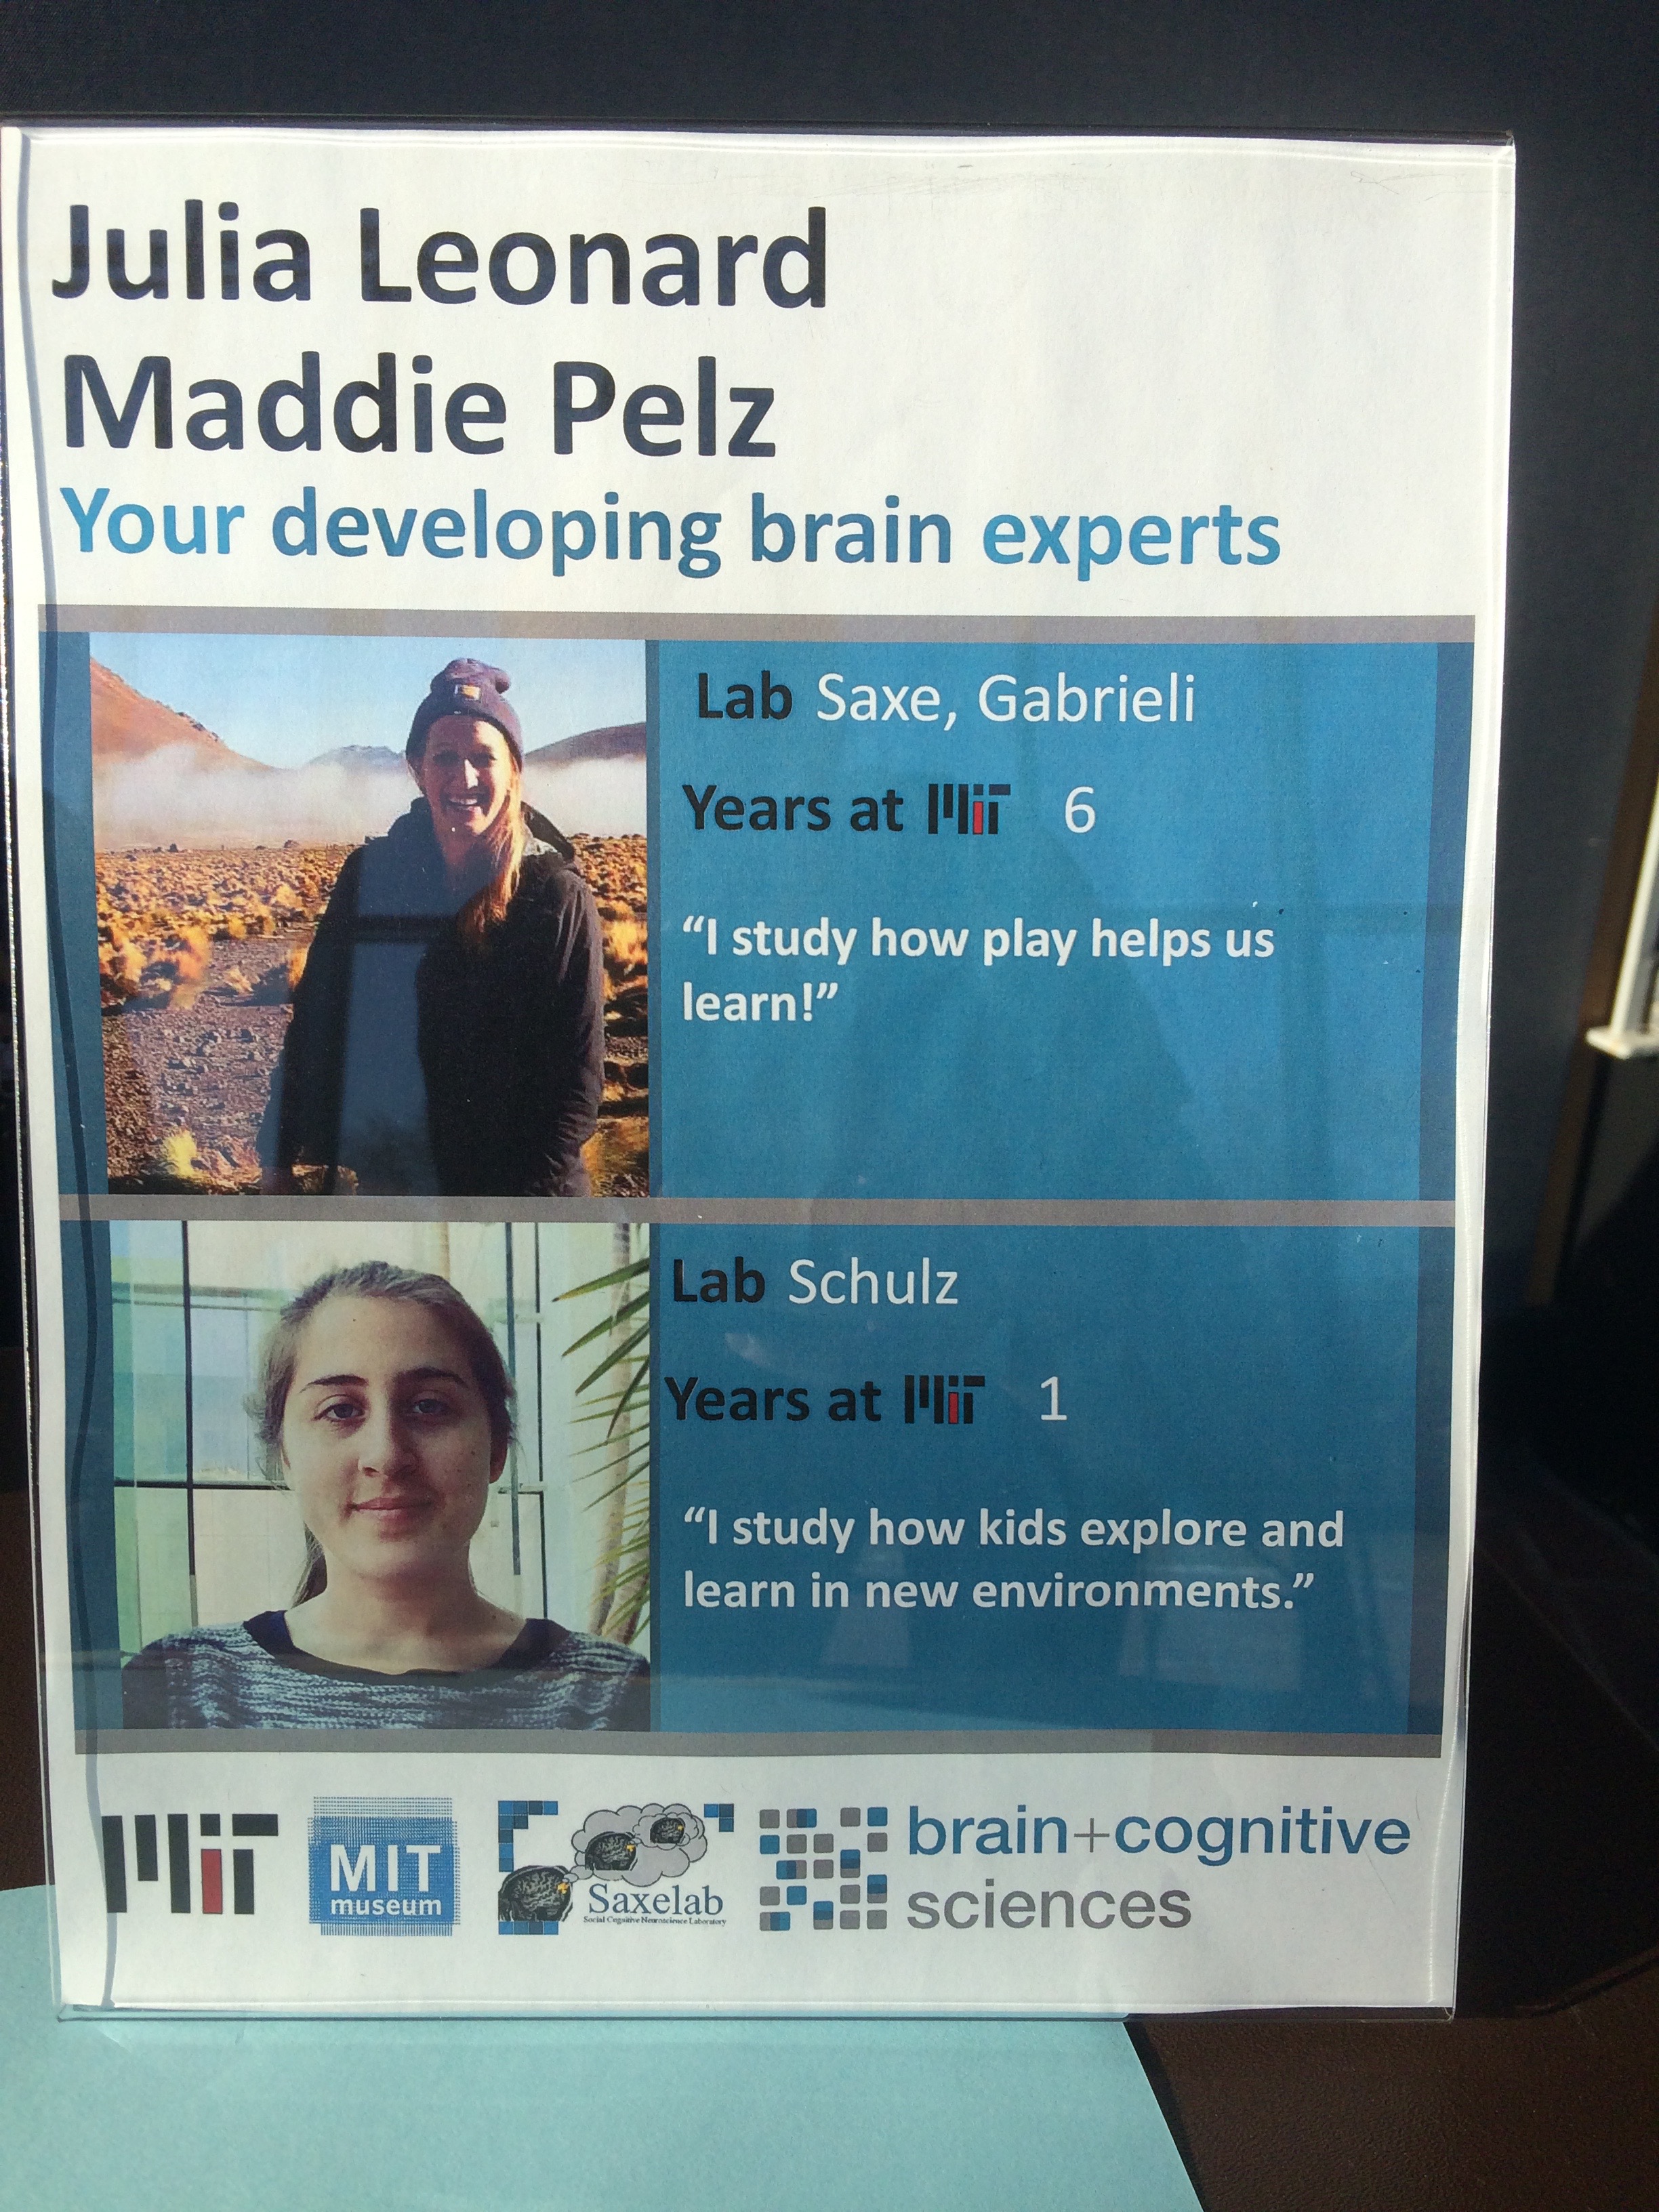 Julia Leonard
Maddie Pelz
Your developing brain experts
Lab Saxe, Gabrieli
Years at MIT 6
“I study how play helps us
learn!”
Lab Schulz
Years at MIT 1
“I study how kids explore and
learn in new environments.”
MIT
MIT
museum
Saxelab
Social Cognitive Neuroscience Laboratory
brain+cognitive
sciences